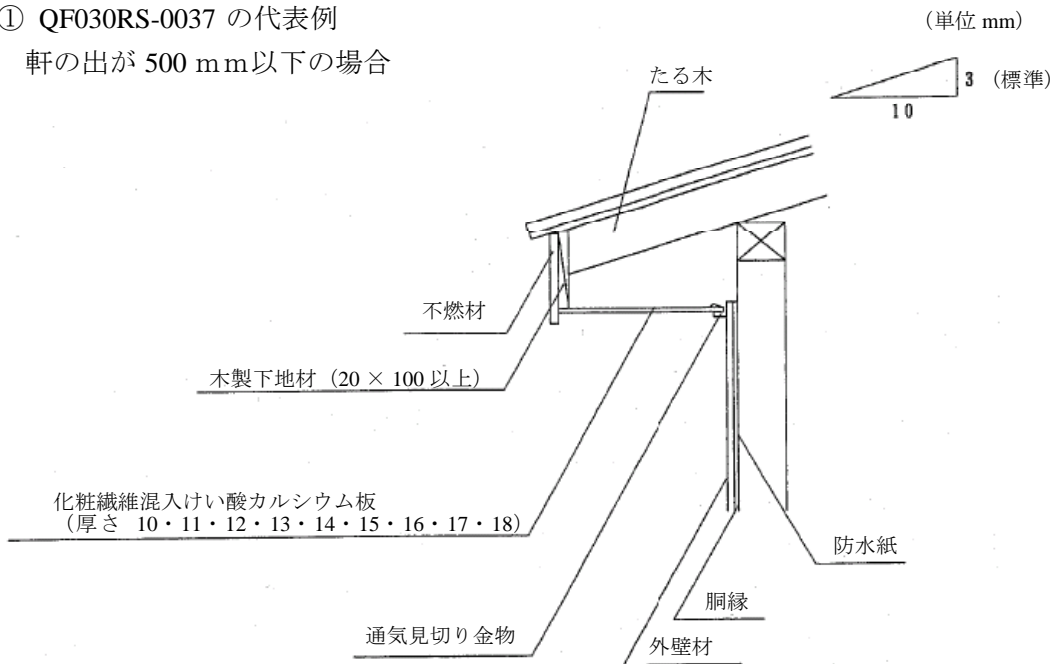 ① QF030RS-0037 の代表例
(単位 mm)
軒の出が 500 mm以下の場合
たる木
3 (標準)
10
不燃材
木製下地材 (20 × 100 以上)
化粧繊維混入けい酸カルシウム板
(厚さ 10・11・12・13・14・15・16・17・18)
防水紙
胴縁
通気見切り金物
外壁材